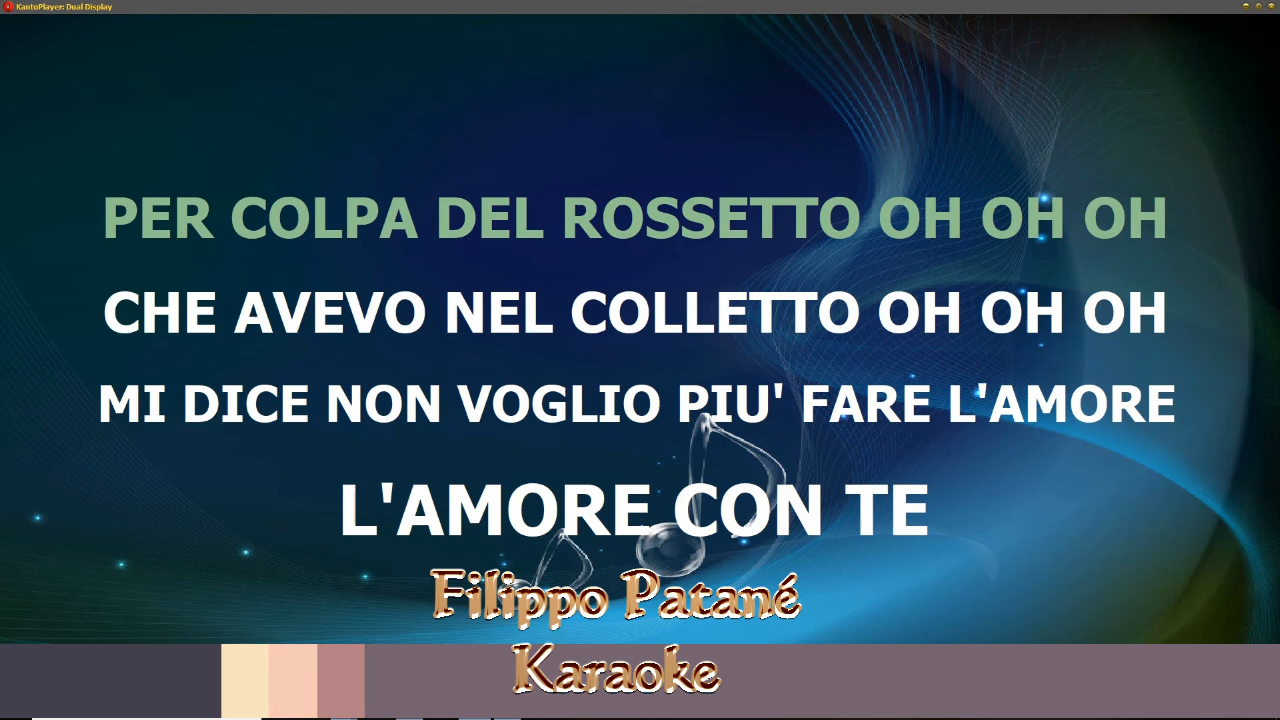 KantoPlayer: Dual Display
PER COLPA DEL ROSSETTO OH OH OH
CHE AVEVO NEL COLLETTO OH OH OH
MI DICE NON VOGLIO PIU' FARE L'AMORE
L'AMORE CON TE
Filippo Patané
Karaoke